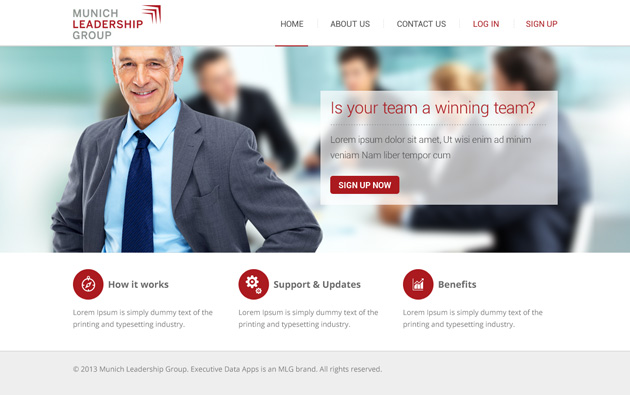 MUNICH
LEADERSHIP
GROUP
HOME
ABOUT US
CONTACT US
LOG IN
SIGN UP
Is your team a winning team?
Lorem ipsum dolor sit amet, Ut wisi enim ad minim
veniam Nam liber tempor cum
SIGN UP NOW
How it works
Lorem Ipsum is simply dummy text of the
printing and typesetting industry.
Support & Updates
Lorem Ipsum is simply dummy text of the
printing and typesetting industry.
Benefits
Lorem Ipsum is simply dummy text of the
printing and typesetting industry.
© 2013 Munich Leadership Group. Executive Data Apps is an MLG brand. All rights reserved.